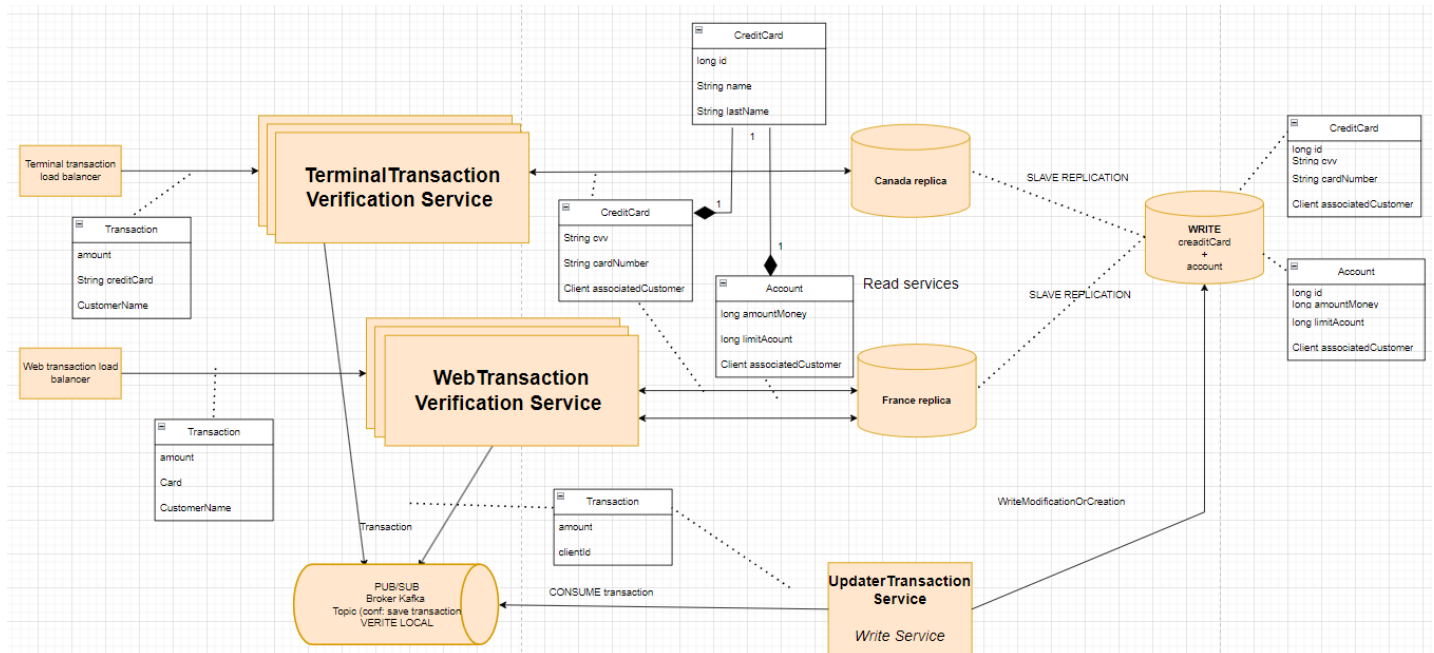 CreditCard
long id
String name
String lastName
1
1
Terminal transaction
load balancer
TerminalTransaction
Verification Service
Canada replica
SLAVE REPLICATION
CreditCard
long id
String cvv
String cardNumber
Client associatedCustomer
Transaction
amount
String creditCard
CustomerName
CreditCard
String cvv
String cardNumber
Client associatedCustomer
1
1
WRITE
creaditCard
+
account
Account
long amountMoney
long limitAcount
Client associatedCustomer
Read services
SLAVE REPLICATION
Account
long id
long amountMoney
long limitAcount
Client associatedCustomer
Web transaction load
balancer
WebTransaction
Verification Service
France replica
Transaction
amount
Card
CustomerName
Transaction
Transaction
amount
clientId
WriteModificationOrCreation
PUB/SUB
Broker Kafka
Topic (conf: save transaction
VERITE LOCAL
CONSUME transaction
UpdaterTransaction
Service
Write Service